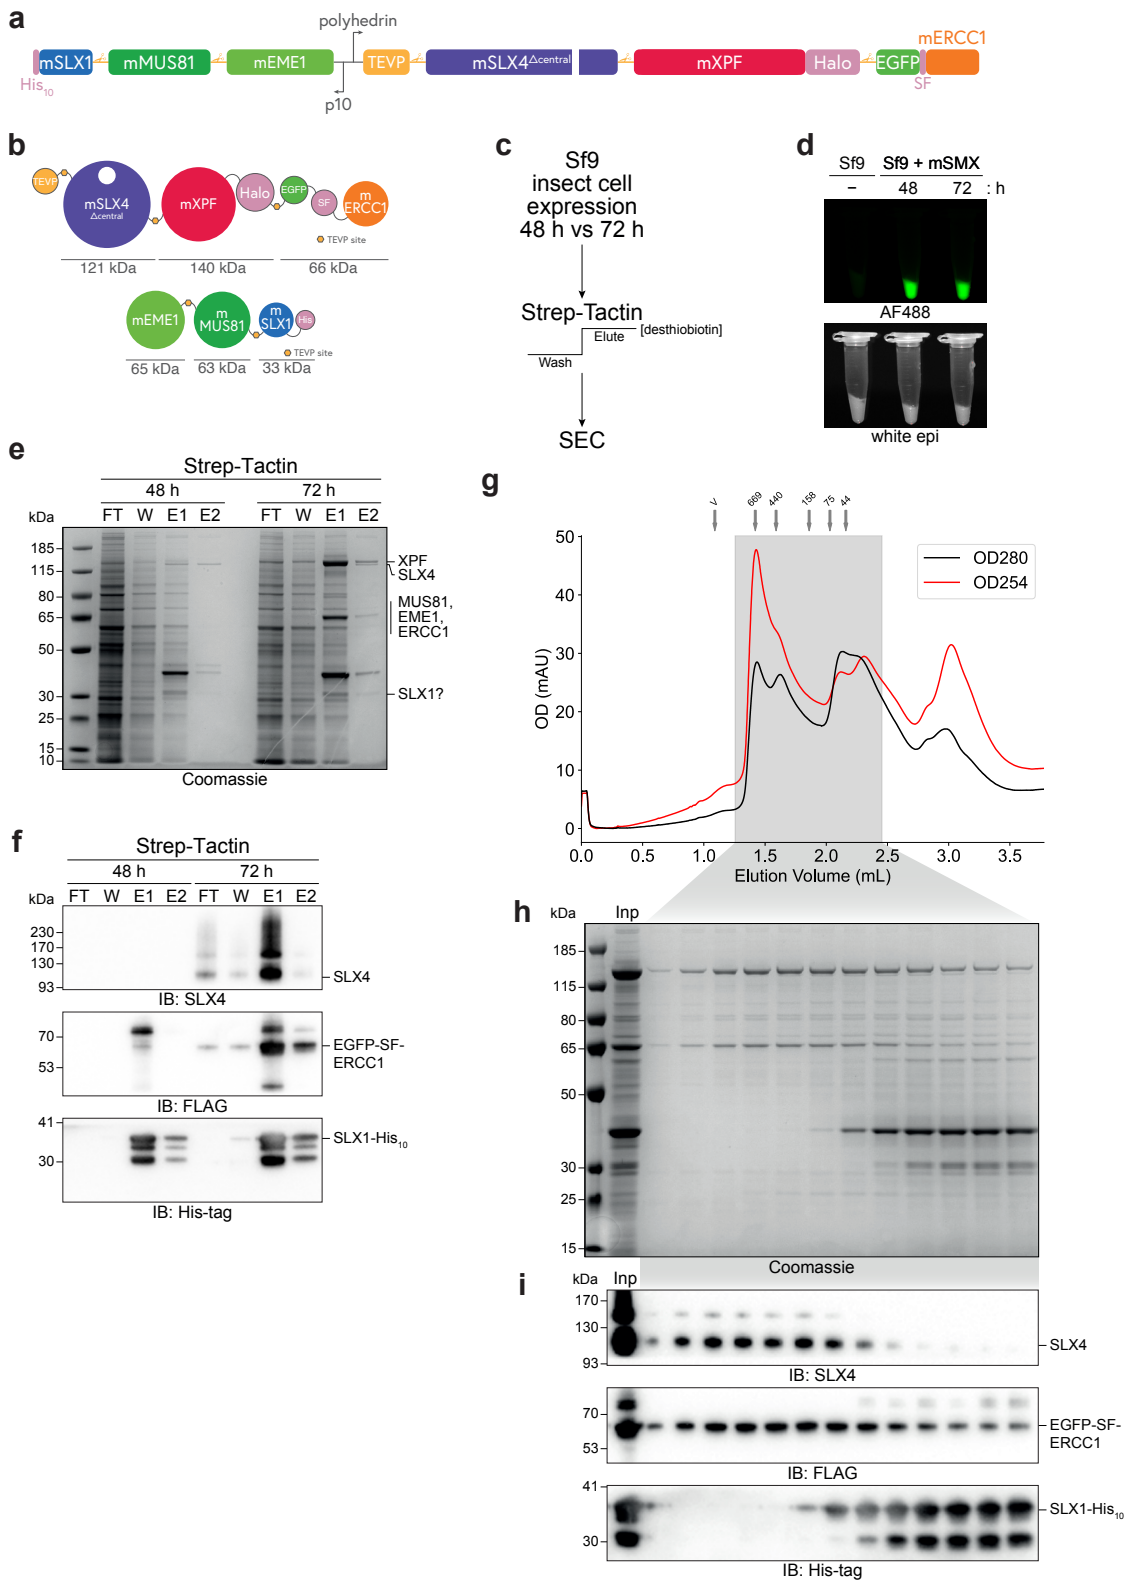 a
polyhedrin
mERCC1
mSLX1
mMUS81
mEME1
TEVP
mSLX4Δcentral
mXPF
Halo
EGFP
His10
p10
SF
b
TEVP
mSLX4
Δcentral
mXPF
Halo
EGFP
SF
m
ERCC1
TEVP site
121 kDa
140 kDa
66 kDa
mEME1
m
MUS81
m
SLX1
His
TEVP site
65 kDa
63 kDa
33 kDa
c
Sf9
insect cell
expression
48 h vs 72 h
Strep-Tactin
Elute
[desthiobiotin]
Wash
SEC
d
Sf9
Sf9 + mSMX
–
48
72
: h
AF488
white epi
e
Strep-Tactin
48 h
72 h
kDa
FT
W
E1
E2
FT
W
E1
E2
185
115
80
65
50
30
25
15
10
XPF
SLX4
MUS81,
EME1,
ERCC1
SLX1?
Coomassie
f
Strep-Tactin
48 h
72 h
kDa
FT
W
E1
E2
FT
W
E1
E2
230
170
130
93
SLX4
IB: SLX4
70
53
EGFP-SF-
ERCC1
IB: FLAG
41
30
SLX1-His10
IB: His-tag
g
V
669
440
158
75
44
50
40
30
20
10
0
OD (mAU)
OD280
OD254
0.0
0.5
1.0
1.5
2.0
2.5
3.0
3.5
Elution Volume (mL)
h
kDa
Inp
185
115
80
65
50
30
25
15
Coomassie
i
kDa
Inp
170
130
93
SLX4
IB: SLX4
70
53
EGFP-SF-
ERCC1
IB: FLAG
41
30
SLX1-His10
IB: His-tag